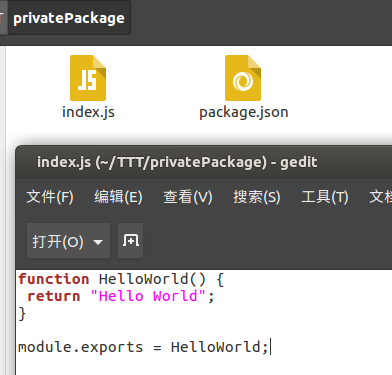 privatePackage
index.js
package.json
index.js (~/TTT/privatePackage) - gedit
文件(F) 编辑(E) 查看(V) 搜索(S) 工具(T) 文档
打开(O)
function HelloWorld() {
 return "Hello World";
}
module.exports = HelloWorld;